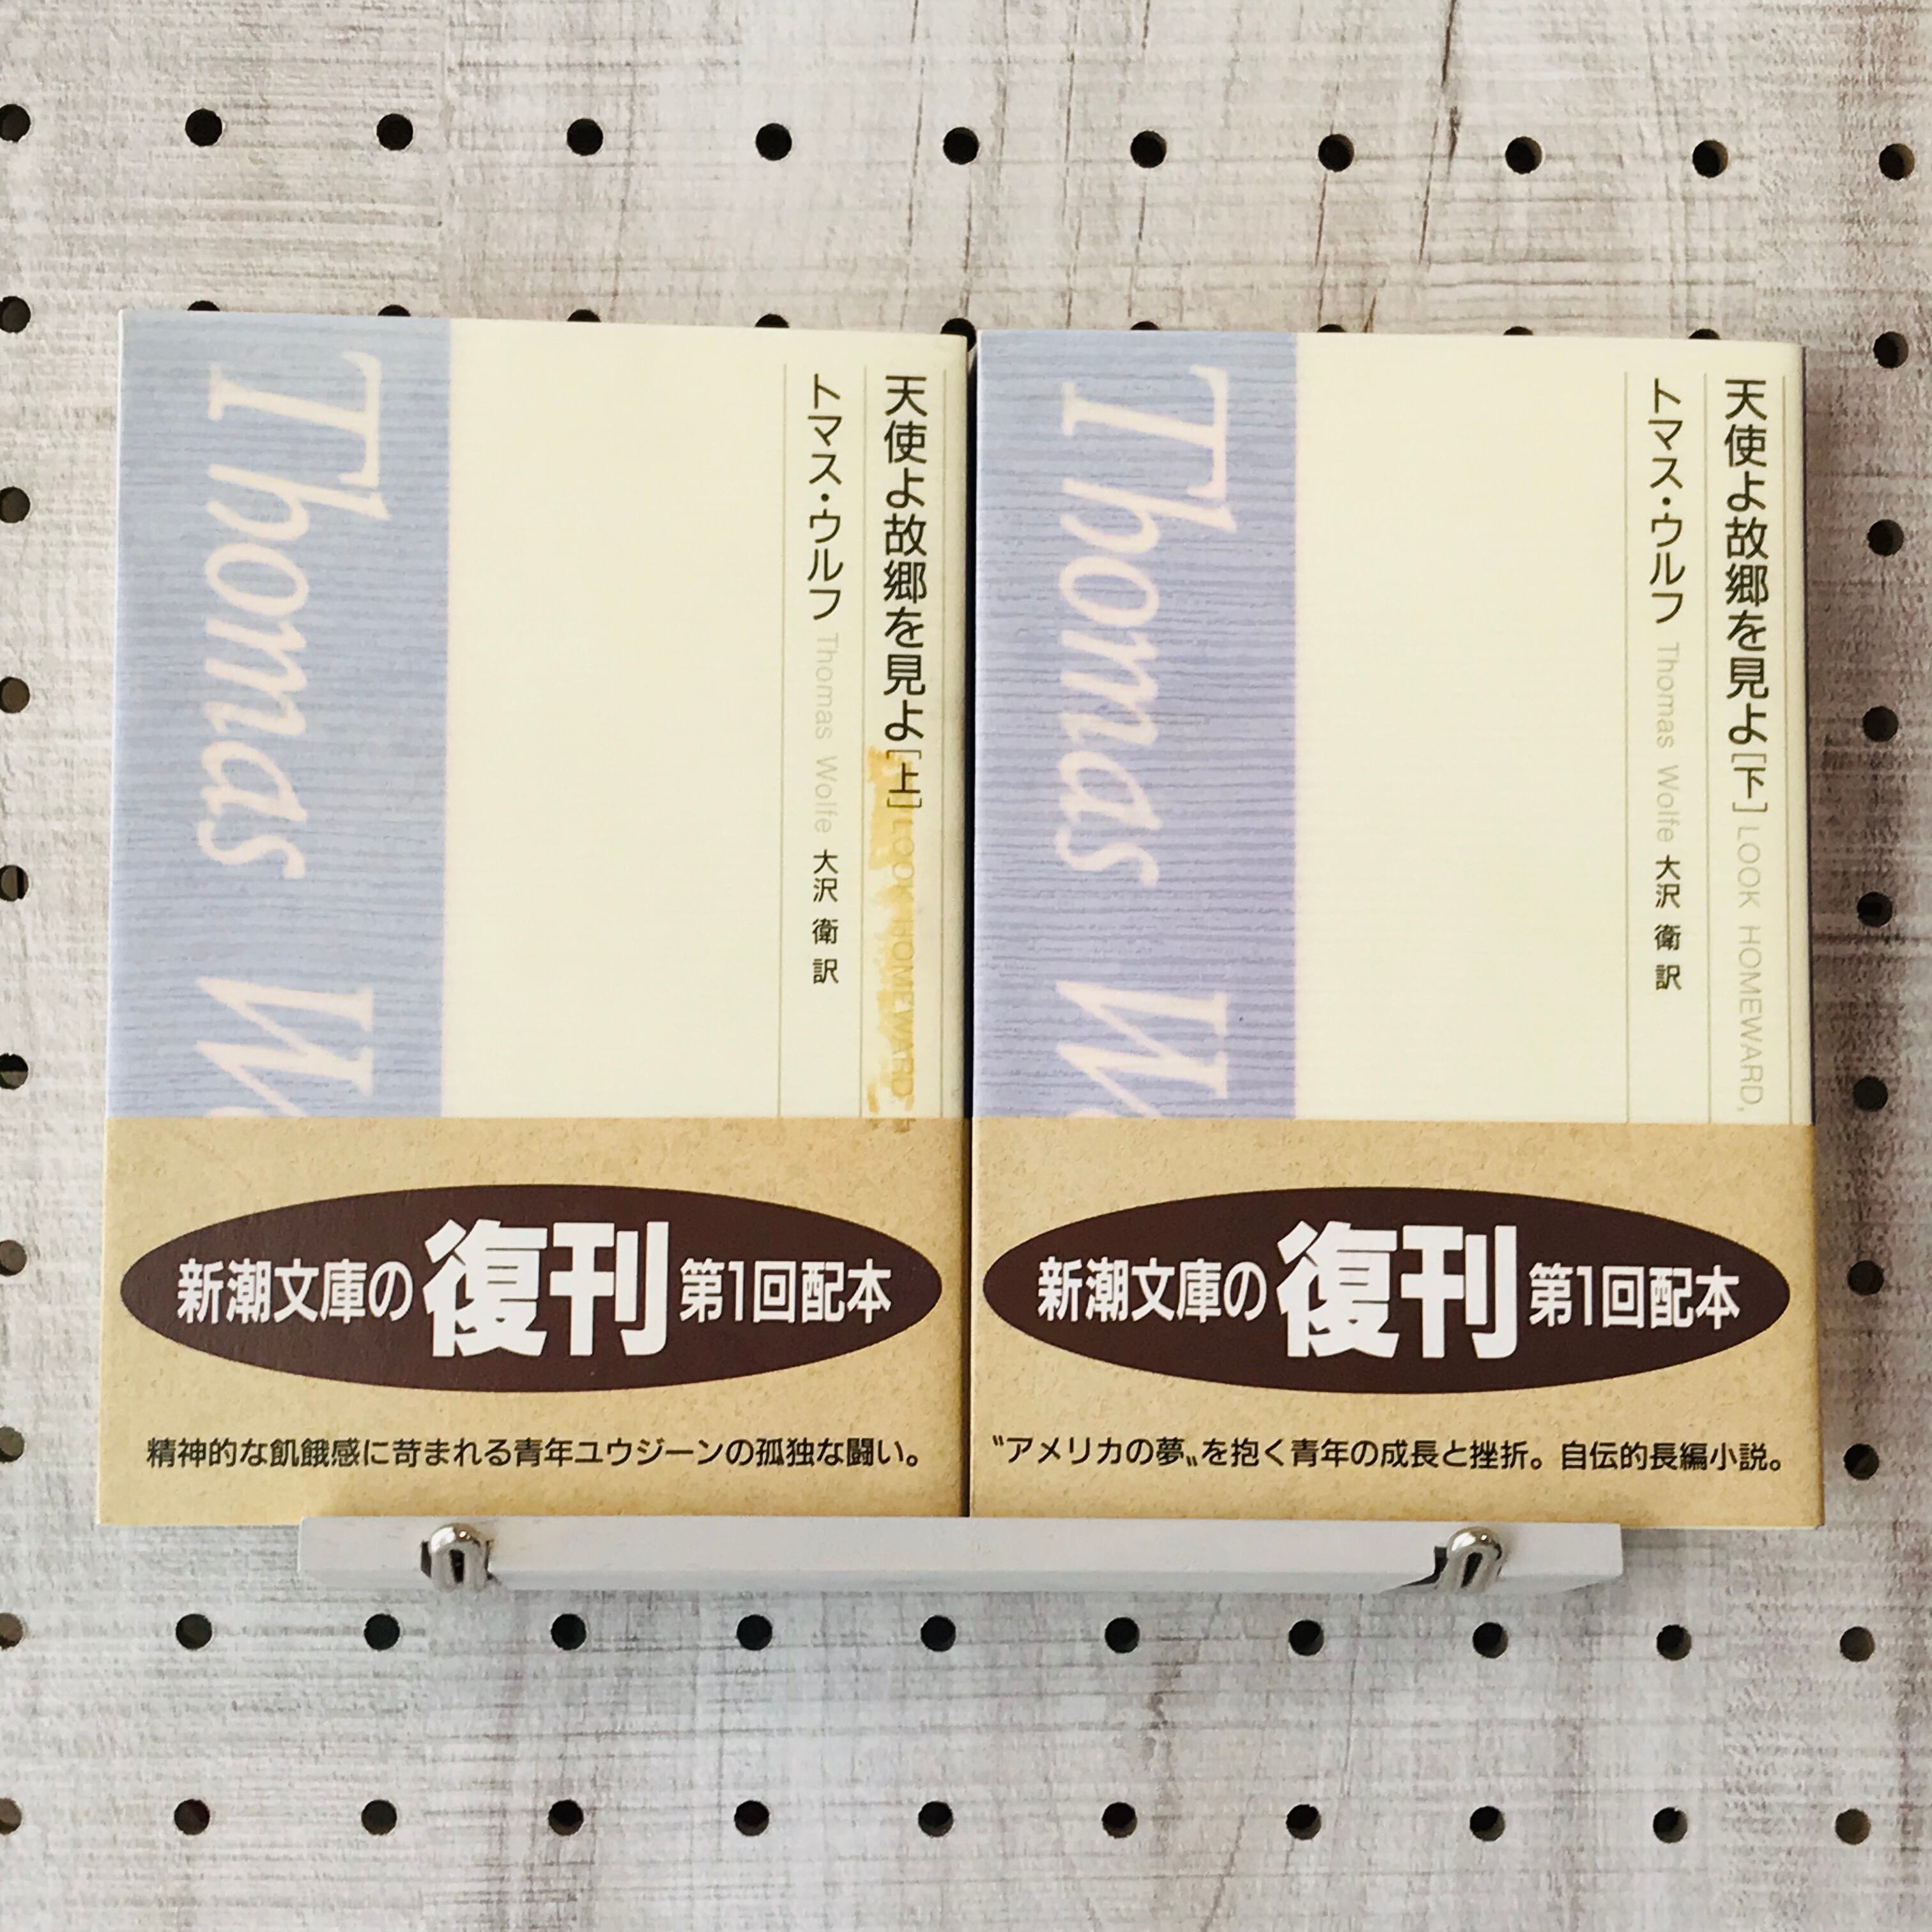 天使よ故郷を見よ[上] LOOK HOMEWARD,
トマス・ウルフ Thomas Wolfe 大沢 衛 訳
Thomas W
新潮文庫の復刊 第1回配本
精神的な飢餓感に苛まれる青年ユウジーンの孤独な闘い。
天使よ故郷を見よ[下] LOOK HOMEWARD,
トマス・ウルフ Thomas Wolfe 大沢 衛 訳
Thomas W
新潮文庫の復刊 第1回配本
〝アメリカの夢〟を抱く青年の成長と挫折。自伝的長編小説。